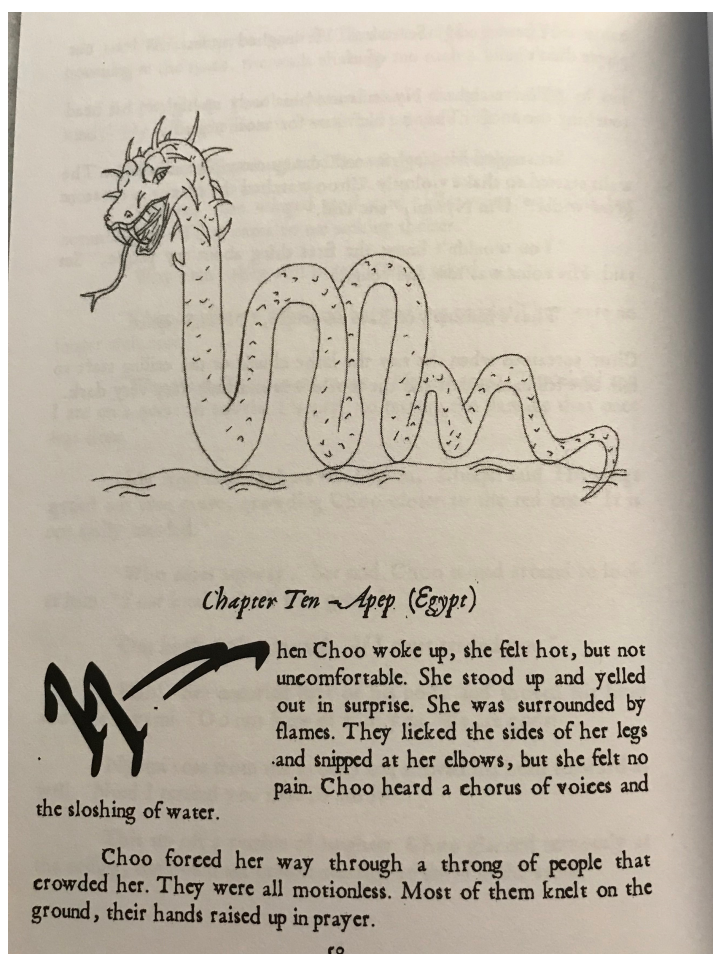 Chapter Ten - Apep (Egypt)
When Choo woke up, she felt hot, but not
uncomfortable. She stood up and yelled
out in surprise. She was surrounded by
flames. They licked the sides of her legs
and snipped at her elbows, but she felt no
pain. Choo heard a chorus of voices and
the sloshing of water.
Choo forced her way through a throng of people that
crowded her. They were all motionless. Most of them knelt on the
ground, their hands raised up in prayer.